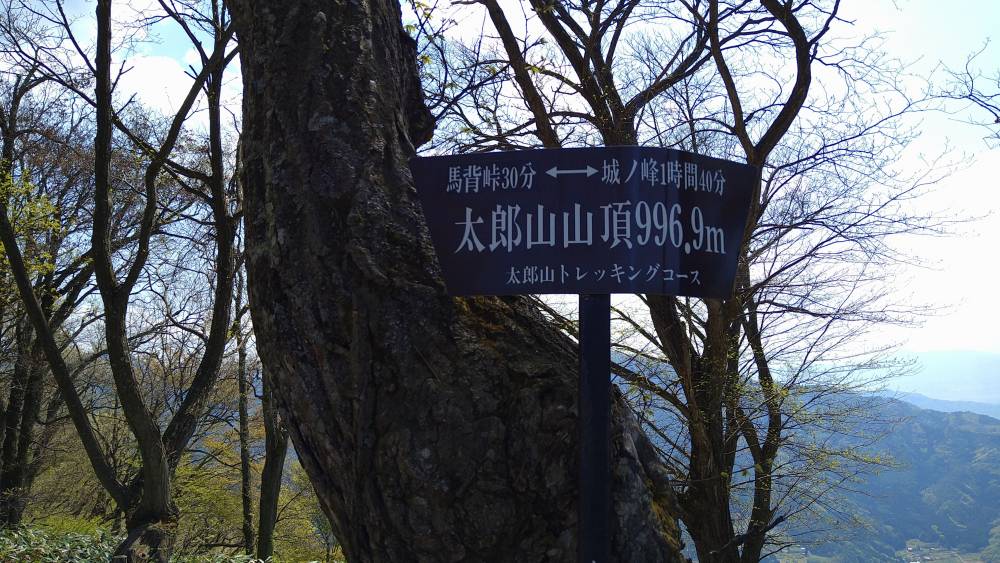 馬背峠30分 ⟷ 城ノ峰1時間40分
太郎山山頂996.9m
太郎山トレッキングコース